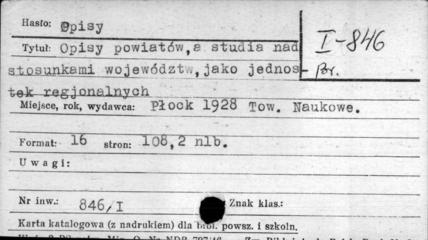 Hasło: Opisy
I-846
Br.
Tytuł: Opisy powiatów, a studia nad
stosunkami województw, jako jednos-
tek regjonalnych
Miejsce, rok, wydawca: Płock 1928 Tow. Naukowe.
Format: 16 stron: 108,2 nlb.
Uwagi:
Nr inw.: 846/I Znak klas.:
Karta katalogowa (z nadrukiem) dla bibl. powsz. i szkoln.